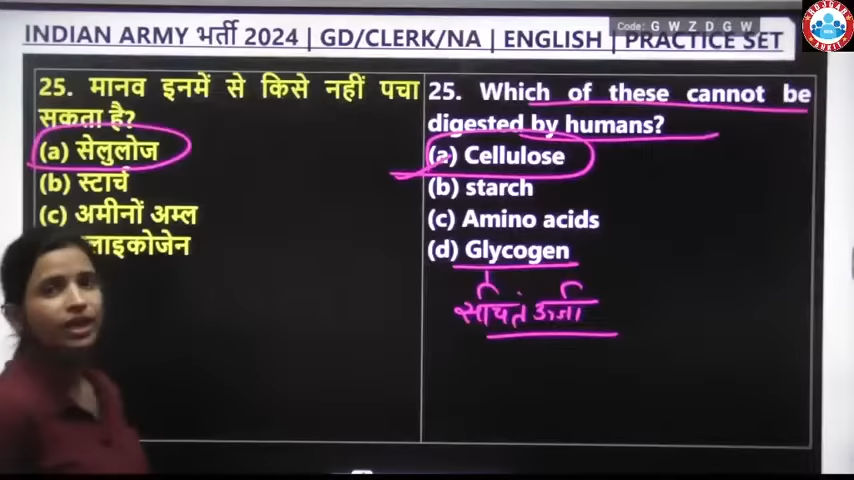 Code: G W Z D G W
INDIAN ARMY भर्ती 2024 | GD/CLERK/NA | ENGLISH | PRACTICE SET
25. मानव इनमें से किसे नहीं पचा
सकता है?
(a) सेलुलोज
(b) स्टार्च
(c) अमीनों अम्ल
लाइकोजेन
25. Which of these cannot be
digested by humans?
(a) Cellulose
(b) starch
(c) Amino acids
(d) Glycogen
संचित ऊर्जा